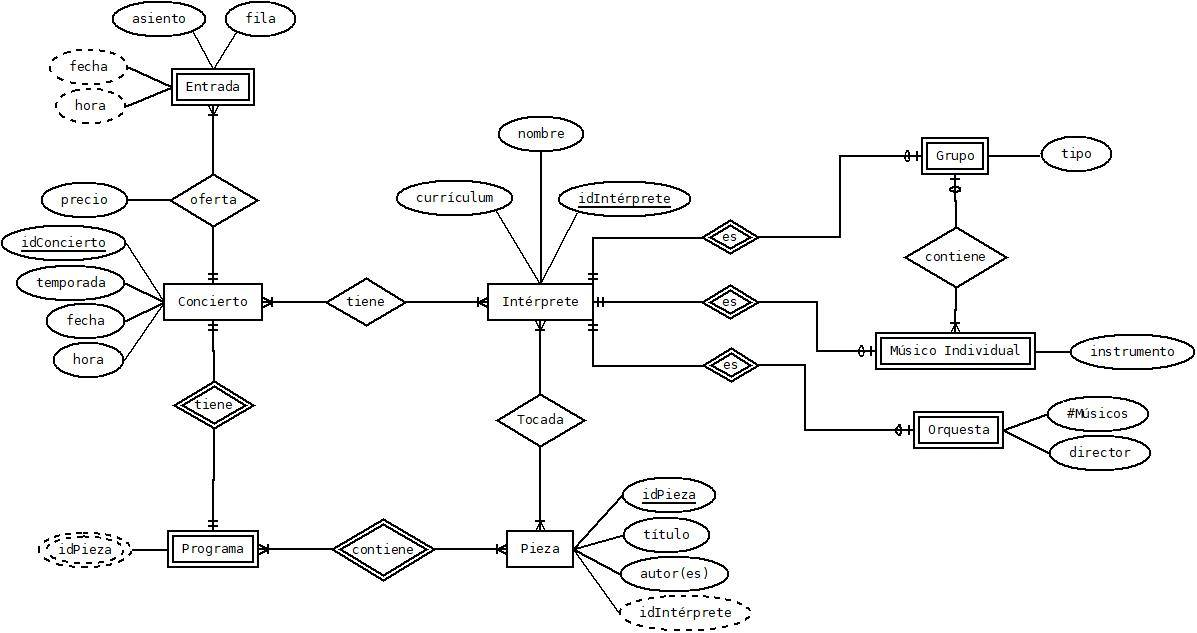 asiento
fila
fecha
Entrada
hora
nombre
Grupo
tipo
precio
oferta
currículum
idIntérprete
idConcierto
es
temporada
Concierto
tiene
Intérprete
es
contiene
fecha
hora
Músico Individual
instrumento
es
tiene
Tocada
Orquesta
#Músicos
director
idPieza
título
idPieza
Programa
contiene
Pieza
autor(es)
idIntérprete